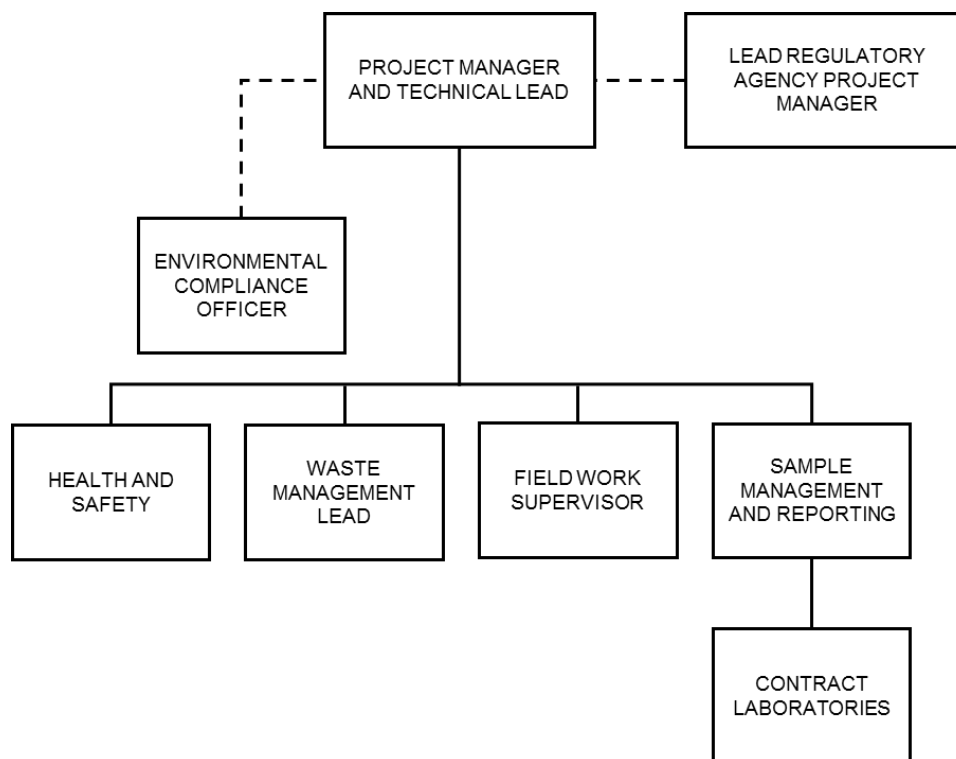 PROJECT MANAGER
AND TECHNICAL LEAD
LEAD REGULATORY
AGENCY PROJECT
MANAGER
ENVIRONMENTAL
COMPLIANCE
OFFICER
HEALTH AND
SAFETY
WASTE
MANAGEMENT
LEAD
FIELD WORK
SUPERVISOR
SAMPLE
MANAGEMENT
AND REPORTING
CONTRACT
LABORATORIES